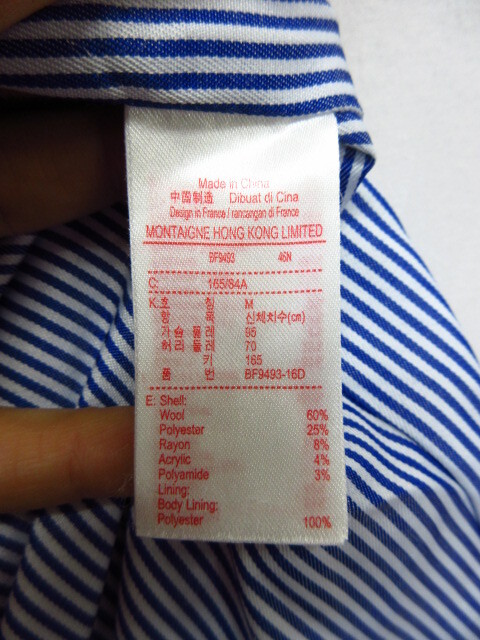 Made in China
中國制造 Dibuat di Cina
Design in France / rancangan di France
MONTAIGNE HONG KONG LIMITED
BF9493 46N
C: 165/84A
K: 호 칭 M
항 목 신체치수(cm)
가슴 둘레 95
허리 둘레 70
키 165
품 번 BF9493-16D
E: Shell:
Wool 60%
Polyester 25%
Rayon 8%
Acrylic 4%
Polyamide 3%
Lining:
Body Lining:
Polyester 100%